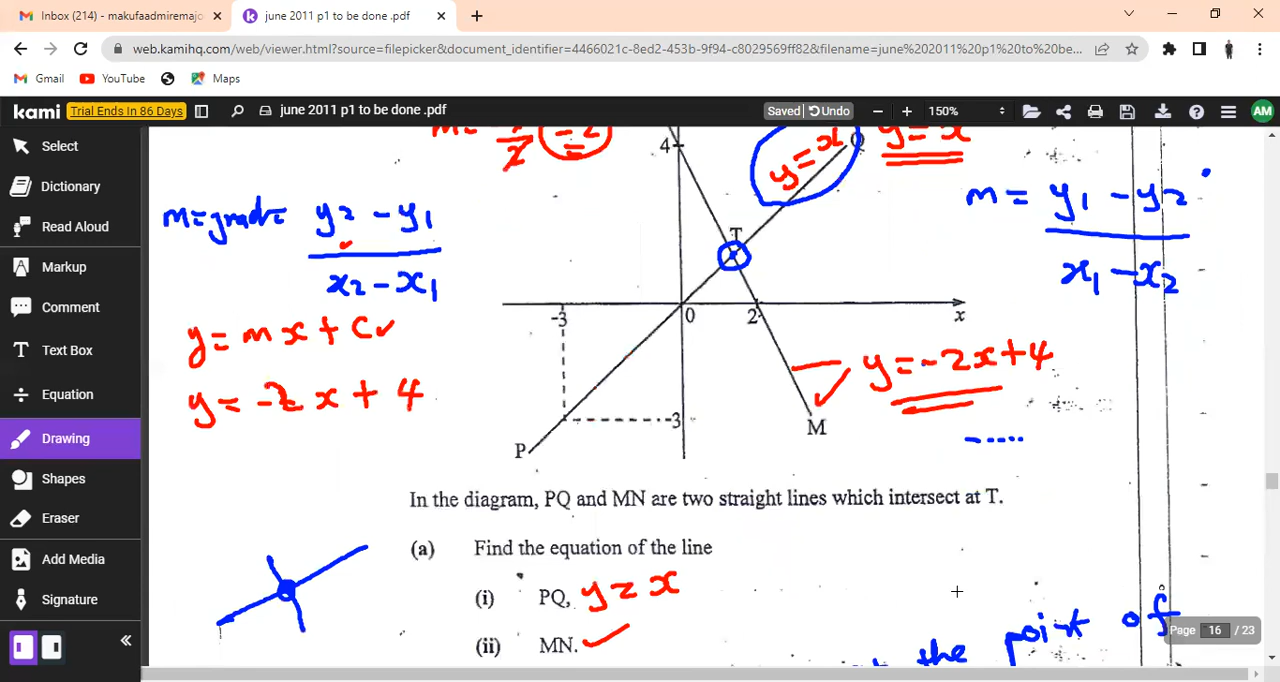 Inbox (214) - makufaadmiremajo
june 2011 p1 to be done .pdf
web.kamihq.com/web/viewer.html?source=filepicker&document_identifier=4466021c-8ed2-453b-9f94-c8029569ff82&filename=june%202011%20p1%20to%20be...
Gmail
YouTube
Maps
kami
Trial Ends In 86 Days
june 2011 p1 to be done .pdf
Saved
Undo
150%
AM
Select
Dictionary
Read Aloud
Markup
Comment
Text Box
Equation
Drawing
Shapes
Eraser
Add Media
Signature
4
y = x
Q
y = x
m = y1 - y2
x1 - x2
y2 - y1
x2 - x1
T
-3
0
2
x
y = mx + c
y = -2x + 4
y = -2x + 4
-3
P
M
In the diagram, PQ and MN are two straight lines which intersect at T.
(a) Find the equation of the line
(i) PQ, y = x
(ii) MN.
the point of
Page 16 / 23